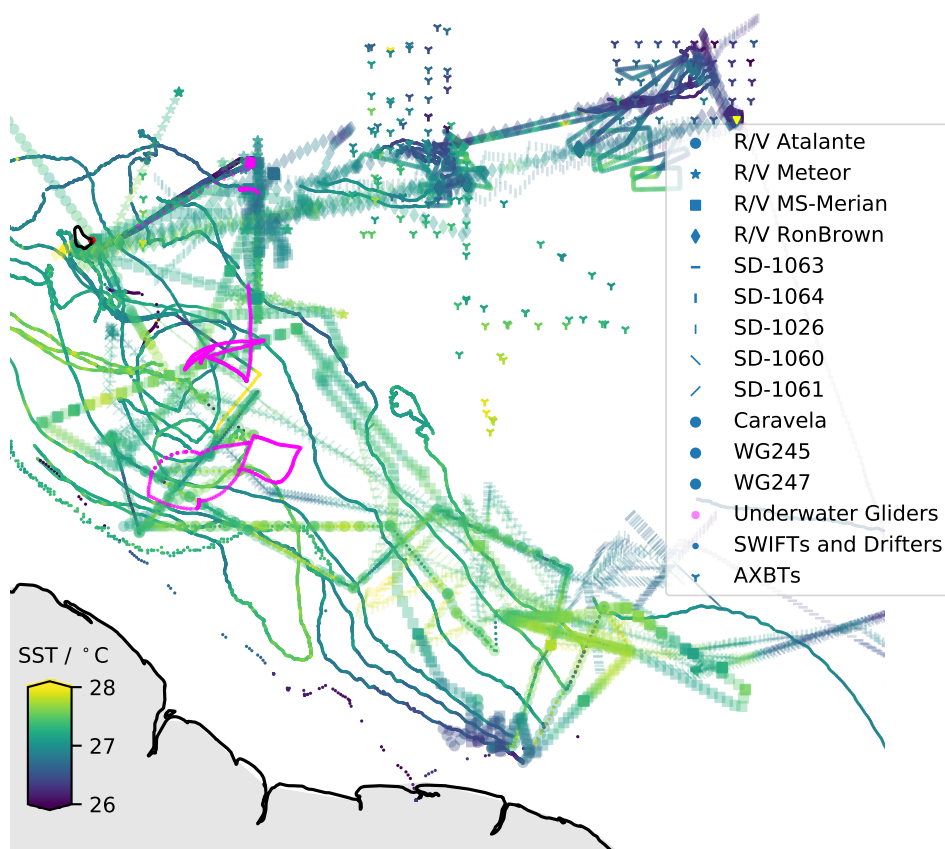 R/V Atalante
R/V Meteor
R/V MS-Merian
R/V RonBrown
SD-1063
SD-1064
SD-1026
SD-1060
SD-1061
Caravela
WG245
WG247
Underwater Gliders
SWIFTs and Drifters
AXBTs
SST / °C
28
27
26